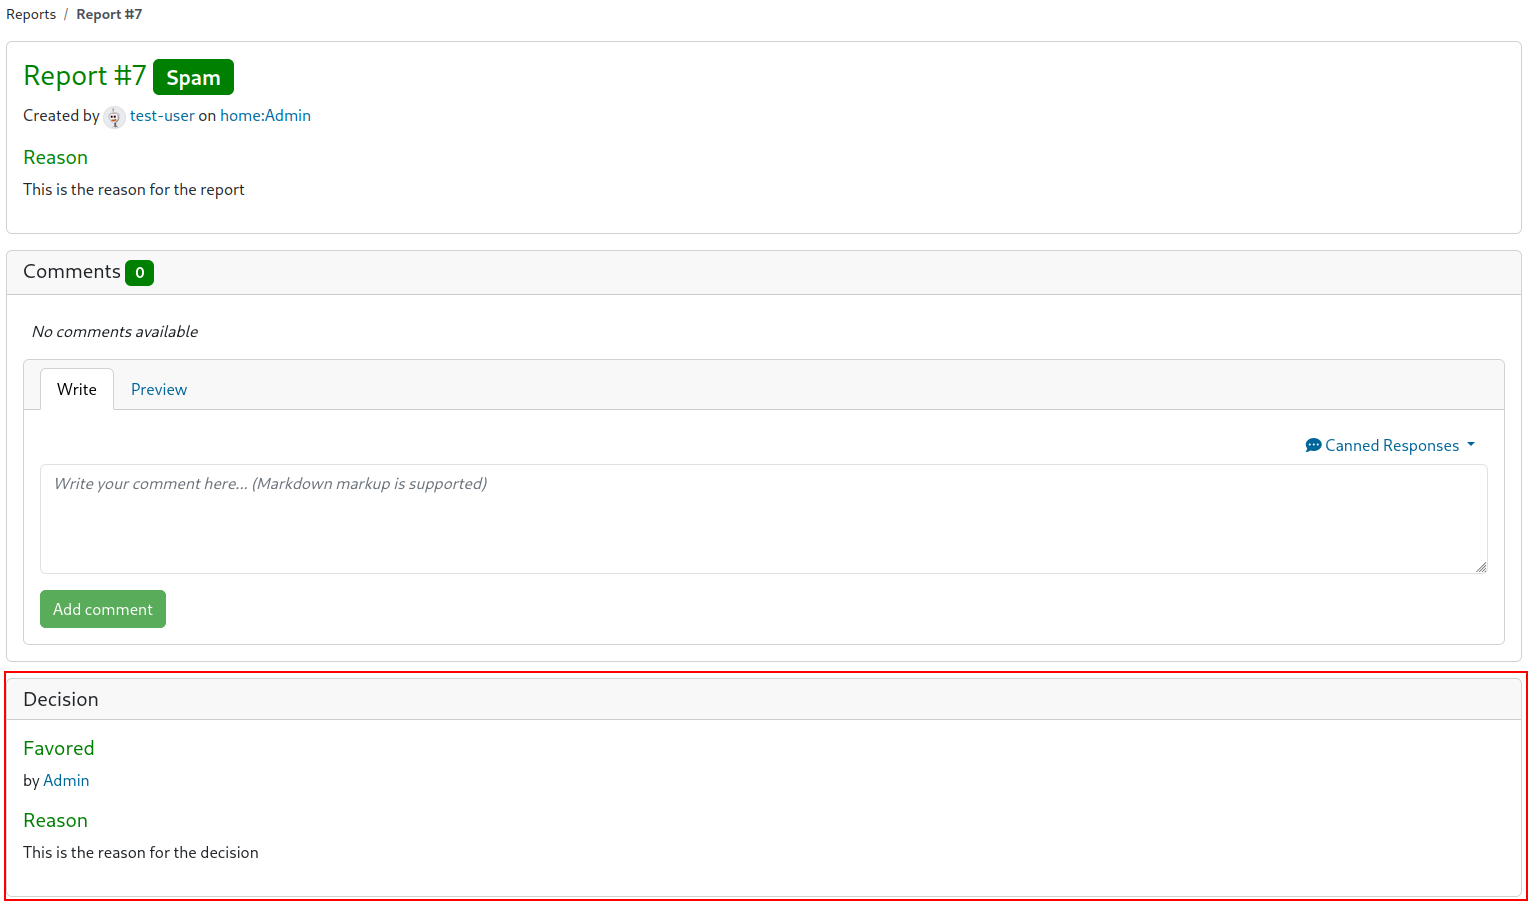 Reports / Report #7
Report #7 Spam
Created by test-user on home:Admin
Reason
This is the reason for the report
Comments 0
No comments available
Write Preview
Canned Responses
Write your comment here... (Markdown markup is supported)
Add comment
Decision
Favored
by Admin
Reason
This is the reason for the decision